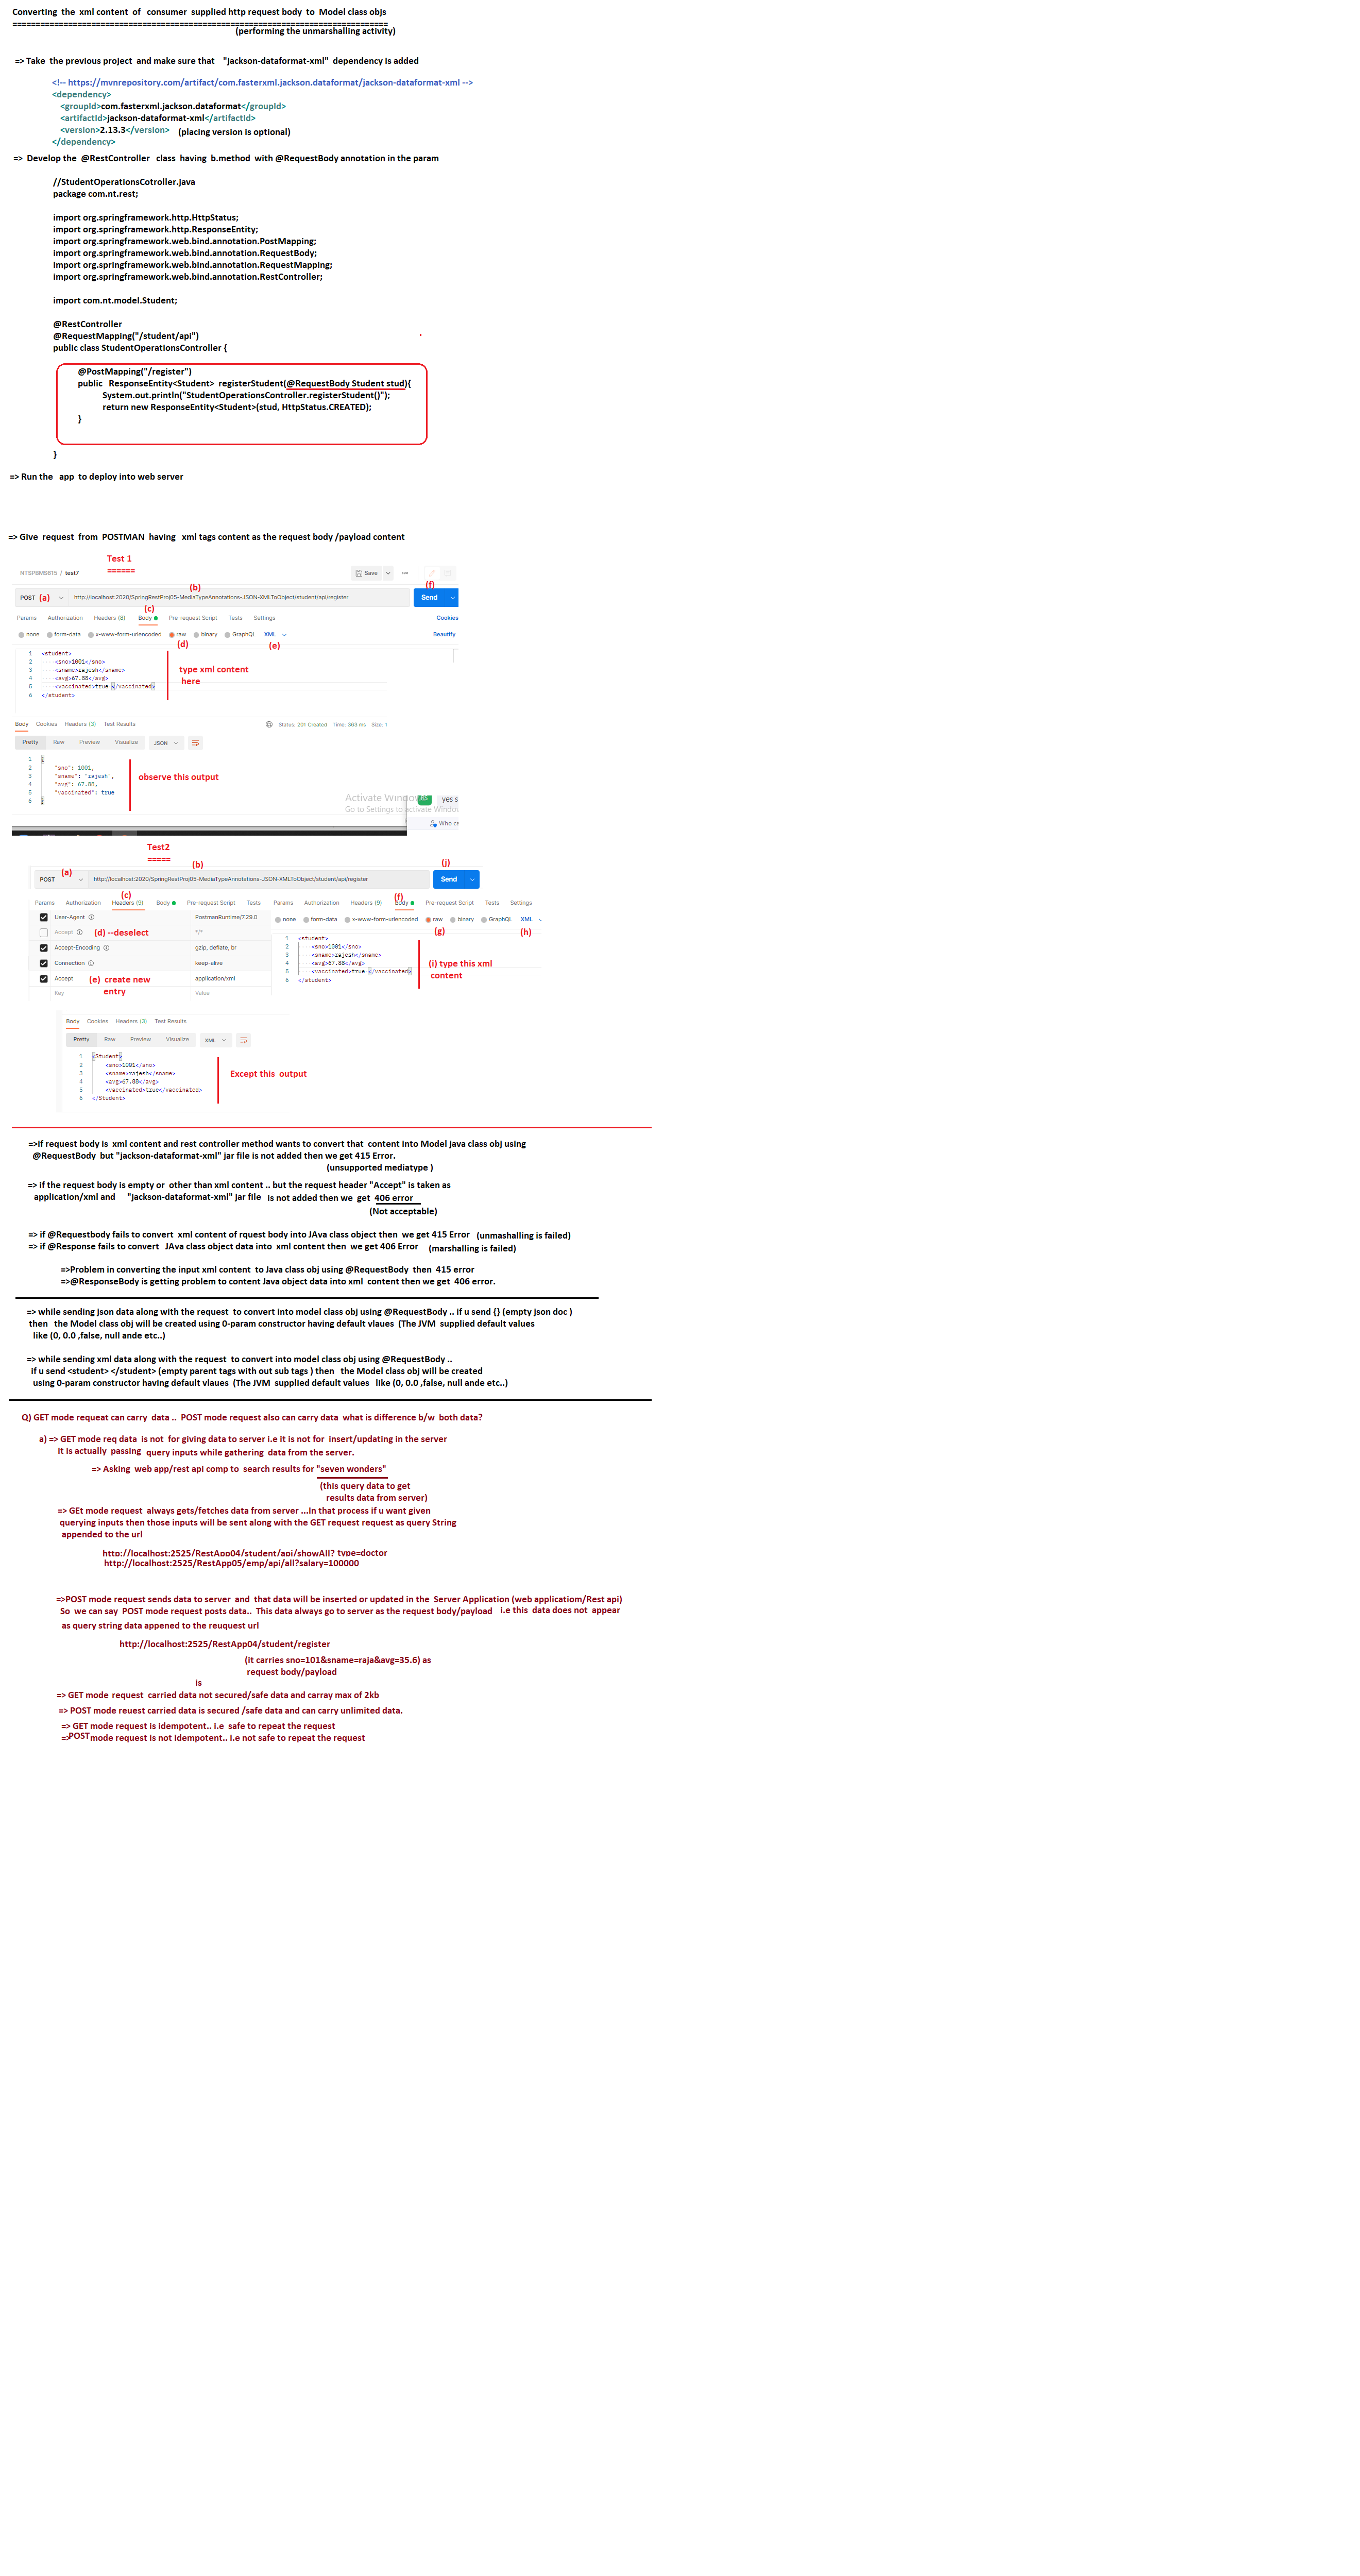 Converting the xml content of consumer supplied http request body to Model class objs
================================================================================
(performing the unmarshalling activity)
=> Take the previous project and make sure that "jackson-dataformat-xml" dependency is added
<!-- https://mvnrepository.com/artifact/com.fasterxml.jackson.dataformat/jackson-dataformat-xml -->
<dependency>
<groupId>com.fasterxml.jackson.dataformat</groupId>
<artifactId>jackson-dataformat-xml</artifactId>
<version>2.13.3</version> (placing version is optional)
</dependency>
=> Develop the @RestController class having b.method with @RequestBody annotation in the param
//StudentOperationsCotroller.java
package com.nt.rest;
import org.springframework.http.HttpStatus;
import org.springframework.http.ResponseEntity;
import org.springframework.web.bind.annotation.PostMapping;
import org.springframework.web.bind.annotation.RequestBody;
import org.springframework.web.bind.annotation.RequestMapping;
import org.springframework.web.bind.annotation.RestController;
import com.nt.model.Student;
@RestController
@RequestMapping("/student/api")
public class StudentOperationsController {
@PostMapping("/register")
public ResponseEntity<Student> registerStudent(@RequestBody Student stud){
System.out.println("StudentOperationsController.registerStudent()");
return new ResponseEntity<Student>(stud, HttpStatus.CREATED);
}
}
=> Run the app to deploy into web server
=> Give request from POSTMAN having xml tags content as the request body /payload content
Test 1
======
NTSPBMS615 / test7 Save ooo
(b) (f)
POST (a) http://localhost:2020/SpringRestProj05-MediaTypeAnnotations-JSON-XMLToObject/student/api/register Send
(c)
Params Authorization Headers (8) Body Pre-request Script Tests Settings Cookies
none form-data x-www-form-urlencoded raw binary GraphQL XML Beautify
(d) (e)
1 <student>
2 <sno>1001</sno>
3 <sname>rajesh</sname>
4 <avg>67.88</avg>
5 <vaccinated>true </vaccinated>
6 </student>
type xml content
here
Body Cookies Headers (3) Test Results Status: 201 Created Time: 363 ms Size: 1
Pretty Raw Preview Visualize JSON
1 {
2 "sno": 1001,
3 "sname": "rajesh",
4 "avg": 67.88,
5 "vaccinated": true
6 }
observe this output
Activate Windows
Go to Settings to activate Windows
yes s
Who ca
Test2
=====
(a) (b) (j)
POST http://localhost:2020/SpringRestProj05-MediaTypeAnnotations-JSON-XMLToObject/student/api/register Send
(c)
Params Authorization Headers (9) Body Pre-request Script Tests
User-Agent PostmanRuntime/7.29.0
Accept (d) --deselect */*
Accept-Encoding gzip, deflate, br
Connection keep-alive
Accept (e) create new application/xml
entry
Key Value
(f)
Params Authorization Headers (9) Body Pre-request Script Tests Settings
none form-data x-www-form-urlencoded raw binary GraphQL XML
(g) (h)
1 <student>
2 <sno>1001</sno>
3 <sname>rajesh</sname>
4 <avg>67.88</avg>
5 <vaccinated>true </vaccinated>
6 </student>
(i) type this xml
content
Body Cookies Headers (3) Test Results
Pretty Raw Preview Visualize XML
1 <Student>
2 <sno>1001</sno>
3 <sname>rajesh</sname>
4 <avg>67.88</avg>
5 <vaccinated>true</vaccinated>
6 </Student>
Except this output
=>if request body is xml content and rest controller method wants to convert that content into Model java class obj using
@RequestBody but "jackson-dataformat-xml" jar file is not added then we get 415 Error.
(unsupported mediatype )
=> if the request body is empty or other than xml content .. but the request header "Accept" is taken as
application/xml and "jackson-dataformat-xml" jar file is not added then we get 406 error
(Not acceptable)
=> if @Requestbody fails to convert xml content of rquest body into JAva class object then we get 415 Error (unmashalling is failed)
=> if @Response fails to convert JAva class object data into xml content then we get 406 Error (marshalling is failed)
=>Problem in converting the input xml content to Java class obj using @RequestBody then 415 error
=>@ResponseBody is getting problem to content Java object data into xml content then we get 406 error.
=> while sending json data along with the request to convert into model class obj using @RequestBody .. if u send {} (empty json doc )
then the Model class obj will be created using 0-param constructor having default vlaues (The JVM supplied default values
like (0, 0.0 ,false, null ande etc..)
=> while sending xml data along with the request to convert into model class obj using @RequestBody ..
if u send <student> </student> (empty parent tags with out sub tags ) then the Model class obj will be created
using 0-param constructor having default vlaues (The JVM supplied default values like (0, 0.0 ,false, null ande etc..)
Q) GET mode requeat can carry data .. POST mode request also can carry data what is difference b/w both data?
a) => GET mode req data is not for giving data to server i.e it is not for insert/updating in the server
it is actually passing query inputs while gathering data from the server.
=> Asking web app/rest api comp to search results for "seven wonders"
(this query data to get
results data from server)
=> GEt mode request always gets/fetches data from server ...In that process if u want given
querying inputs then those inputs will be sent along with the GET request request as query String
appended to the url
http://localhost:2525/RestApp04/student/api/showAll? type=doctor
http://localhost:2525/RestApp05/emp/api/all?salary=100000
=>POST mode request sends data to server and that data will be inserted or updated in the Server Application (web applicatiom/Rest api)
So we can say POST mode request posts data.. This data always go to server as the request body/payload i.e this data does not appear
as query string data appened to the reuquest url
http://localhost:2525/RestApp04/student/register
(it carries sno=101&sname=raja&avg=35.6) as
request body/payload
is
=> GET mode request carried data not secured/safe data and carray max of 2kb
=> POST mode reuest carried data is secured /safe data and can carry unlimited data.
=> GET mode request is idempotent.. i.e safe to repeat the request
=>POST mode request is not idempotent.. i.e not safe to repeat the request